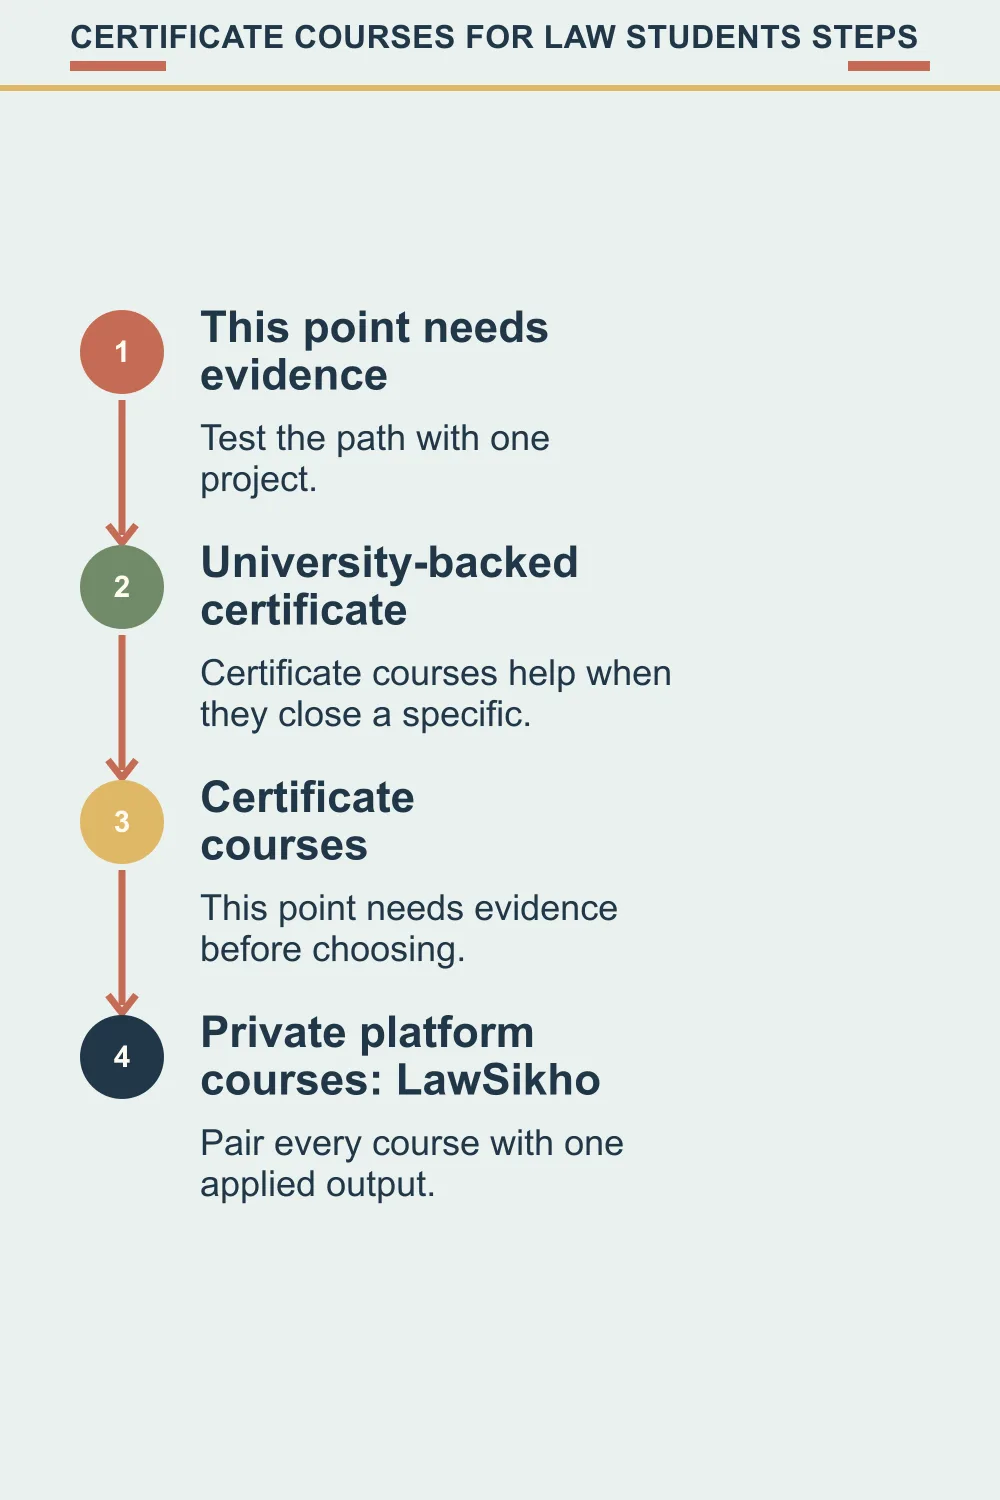 CERTIFICATE COURSES FOR LAW STUDENTS STEPS
1
This point needs
evidence
Test the path with one
project.
2
University-backed
certificate
Certificate courses help when
they close a specific.
3
Certificate
courses
This point needs evidence
before choosing.
4
Private platform
courses: LawSikho
Pair every course with one
applied output.